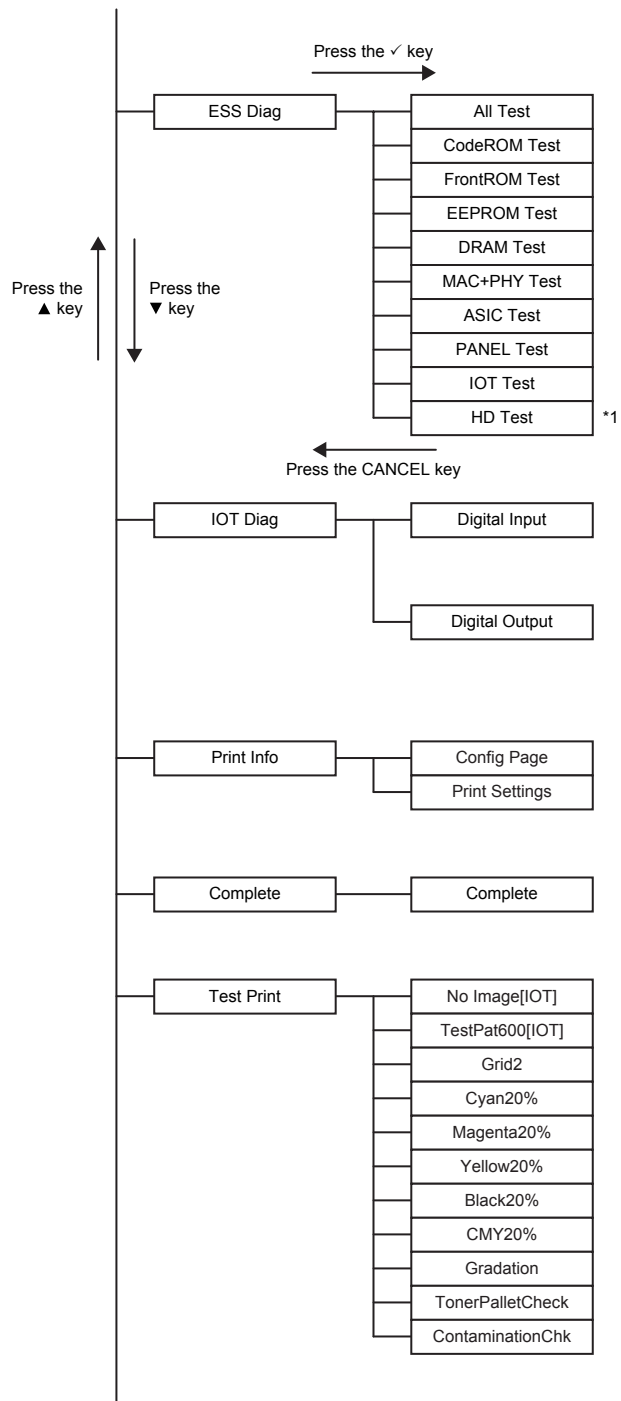 Press the ✓ key
ESS Diag
All Test
CodeROM Test
FrontROM Test
EEPROM Test
DRAM Test
MAC+PHY Test
ASIC Test
PANEL Test
IOT Test
HD Test *1
Press the
▲ key
Press the
▼ key
Press the CANCEL key
IOT Diag
Digital Input
Digital Output
Print Info
Config Page
Print Settings
Complete
Complete
Test Print
No Image[IOT]
TestPat600[IOT]
Grid2
Cyan20%
Magenta20%
Yellow20%
Black20%
CMY20%
Gradation
TonerPalletCheck
ContaminationChk